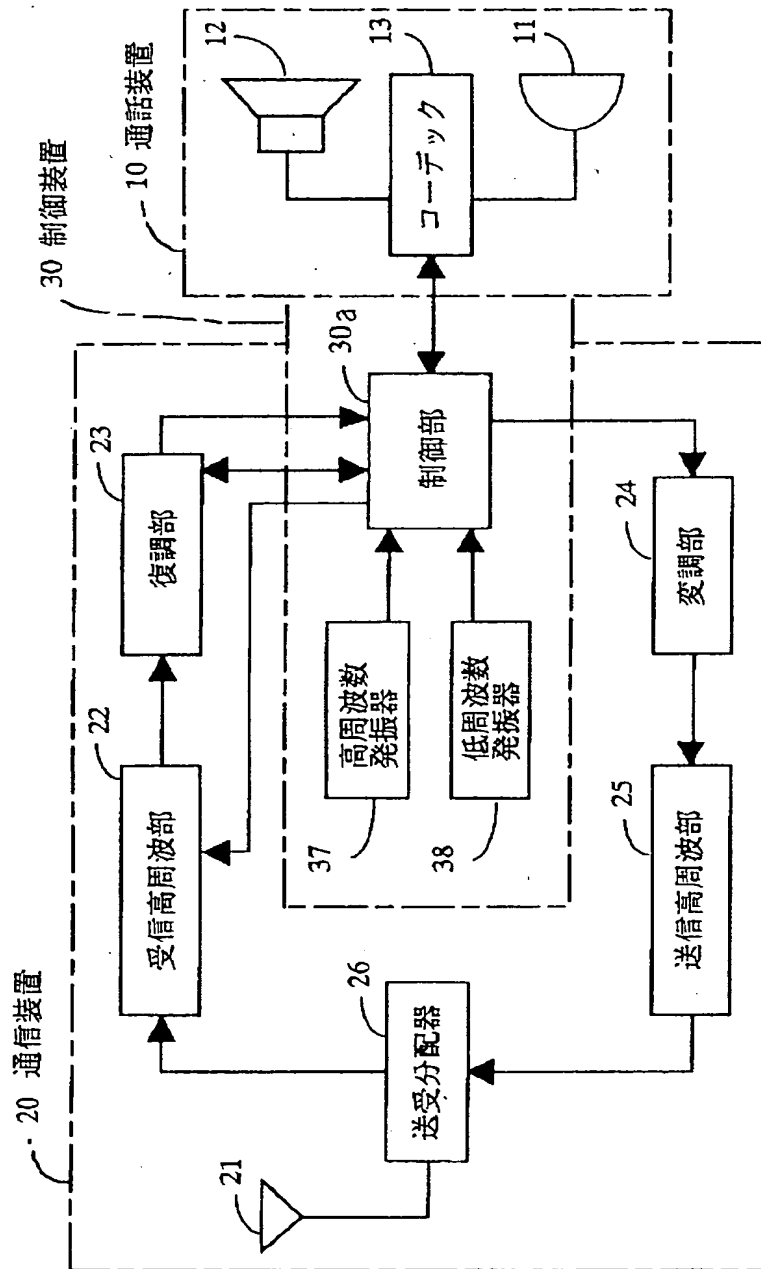 20 通信装置
30 制御装置
10 通話装置
21
26
送受分配器
22
受信高周波部
23
復調部
30a
制御部
37
高周波数
発振器
38
低周波数
発振器
12
13
コーデック
11
24
変調部
25
送信高周波部